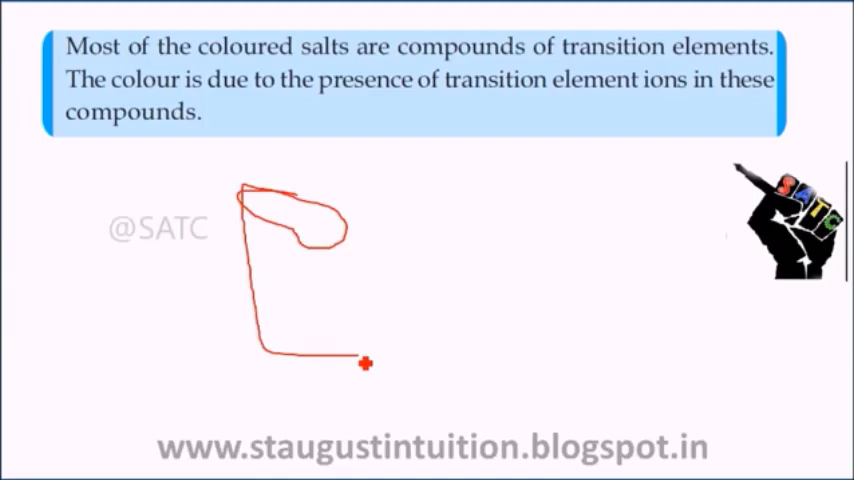 Most of the coloured salts are compounds of transition elements.
The colour is due to the presence of transition element ions in these
compounds.
@SATC
SATC
www.staugustintuition.blogspot.in